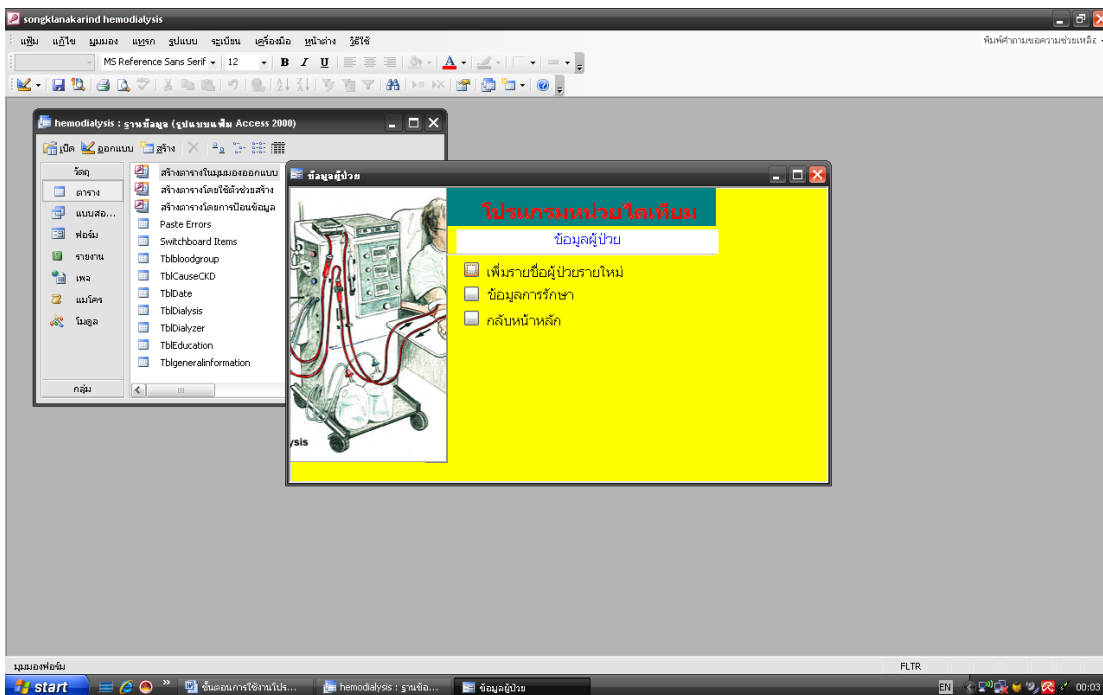 songklanakarind hemodialysis
แฟ้ม แก้ไข มุมมอง แทรก รูปแบบ ระเบียน เครื่องมือ หน้าต่าง วิธีใช้
พิมพ์คำถามขอความช่วยเหลือ
MS Reference Sans Serif 12 B I U A
hemodialysis : ฐานข้อมูล (รูปแบบแฟ้ม Access 2000)
เปิด ออกแบบ สร้าง
วัตถุ
ตาราง
แบบสอ...
ฟอร์ม
รายงาน
เพจ
แมโคร
โมดูล
กลุ่ม
สร้างตารางในมุมมองออกแบบ
สร้างตารางโดยใช้ตัวช่วยสร้าง
สร้างตารางโดยการป้อนข้อมูล
Paste Errors
Switchboard Items
Tblbloodgroup
TblCauseCKD
TblDate
TblDialysis
TblDialyzer
TblEducation
Tblgeneralinformation
ข้อมูลผู้ป่วย
โปรแกรมหน่วยไตเทียม
ข้อมูลผู้ป่วย
เพิ่มรายชื่อผู้ป่วยรายใหม่
ข้อมูลการรักษา
กลับหน้าหลัก
ysis
มุมมองฟอร์ม
FLTR
start
ขั้นตอนการใช้งานโปร...
hemodialysis : ฐานข้อ...
ข้อมูลผู้ป่วย
EN
00:03